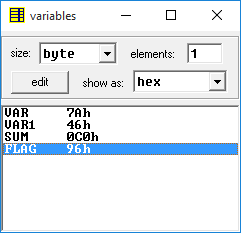 variables
size: byte elements: 1
edit show as: hex
VAR 7Ah
VAR1 46h
SUM 0C0h
FLAG 96h